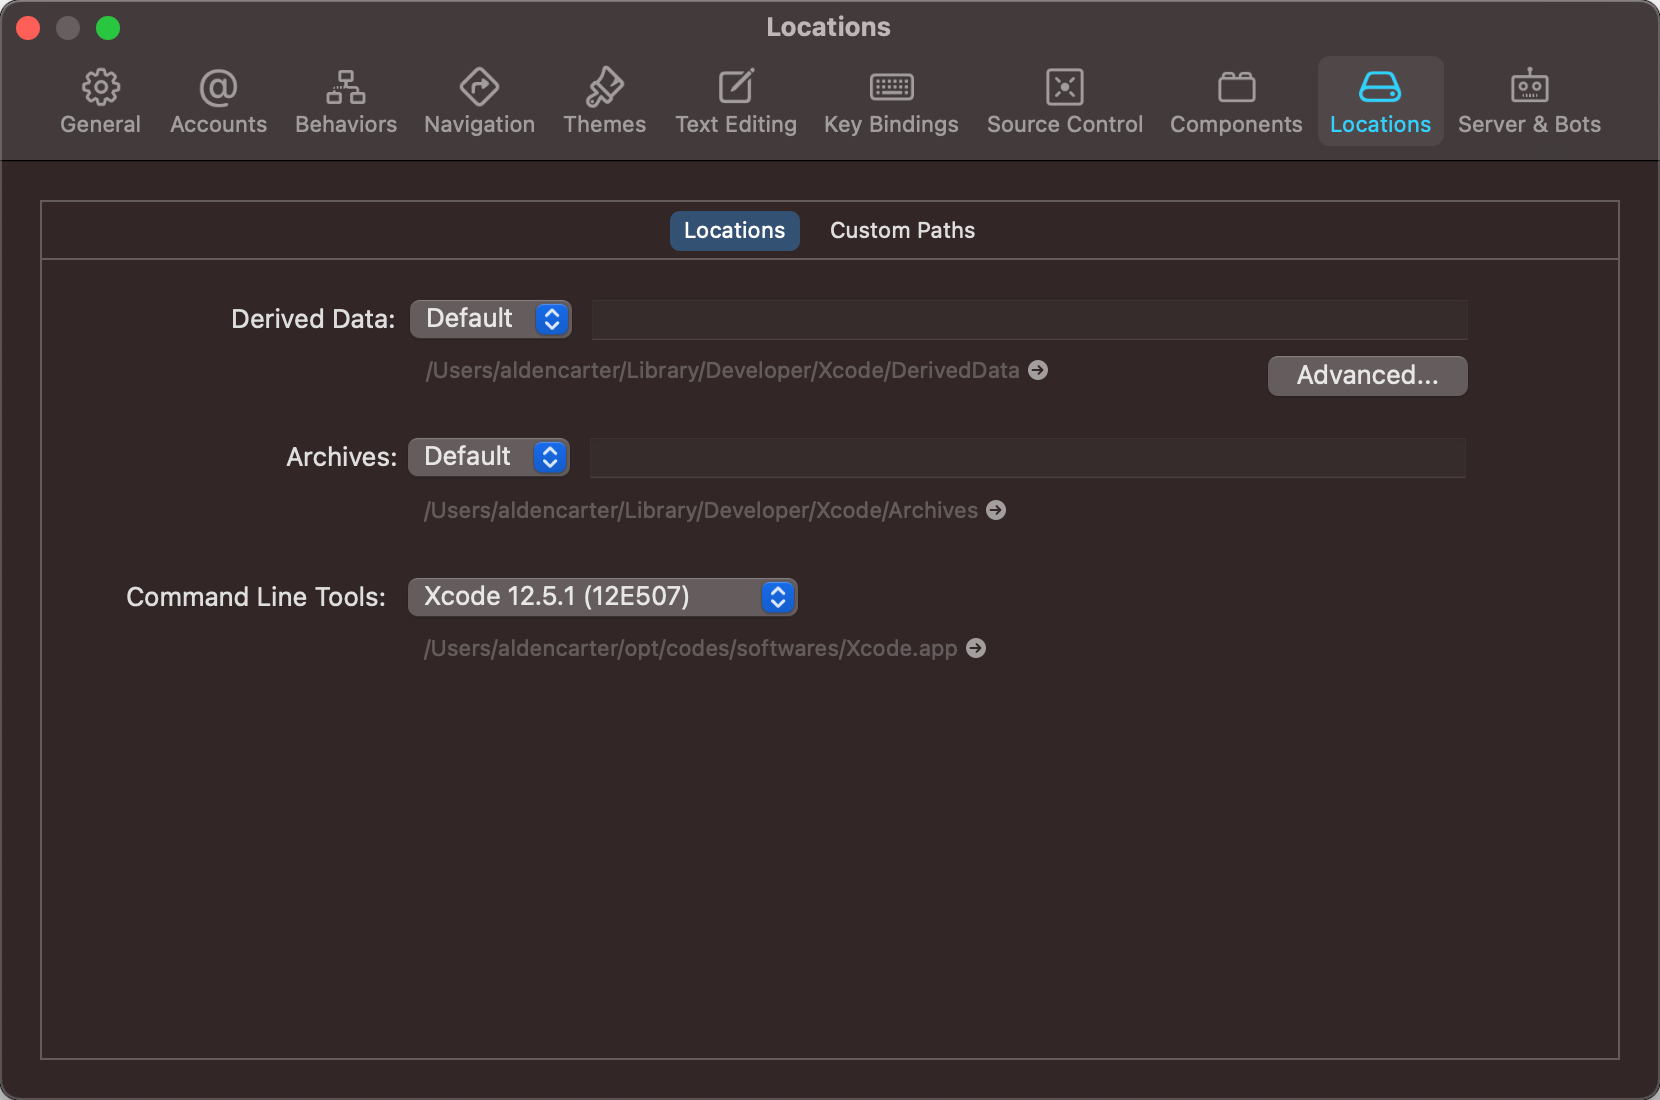 Locations
General Accounts Behaviors Navigation Themes Text Editing Key Bindings Source Control Components Locations Server & Bots
Locations Custom Paths
Derived Data: Default
/Users/aldencarter/Library/Developer/Xcode/DerivedData
Advanced...
Archives: Default
/Users/aldencarter/Library/Developer/Xcode/Archives
Command Line Tools: Xcode 12.5.1 (12E507)
/Users/aldencarter/opt/codes/softwares/Xcode.app